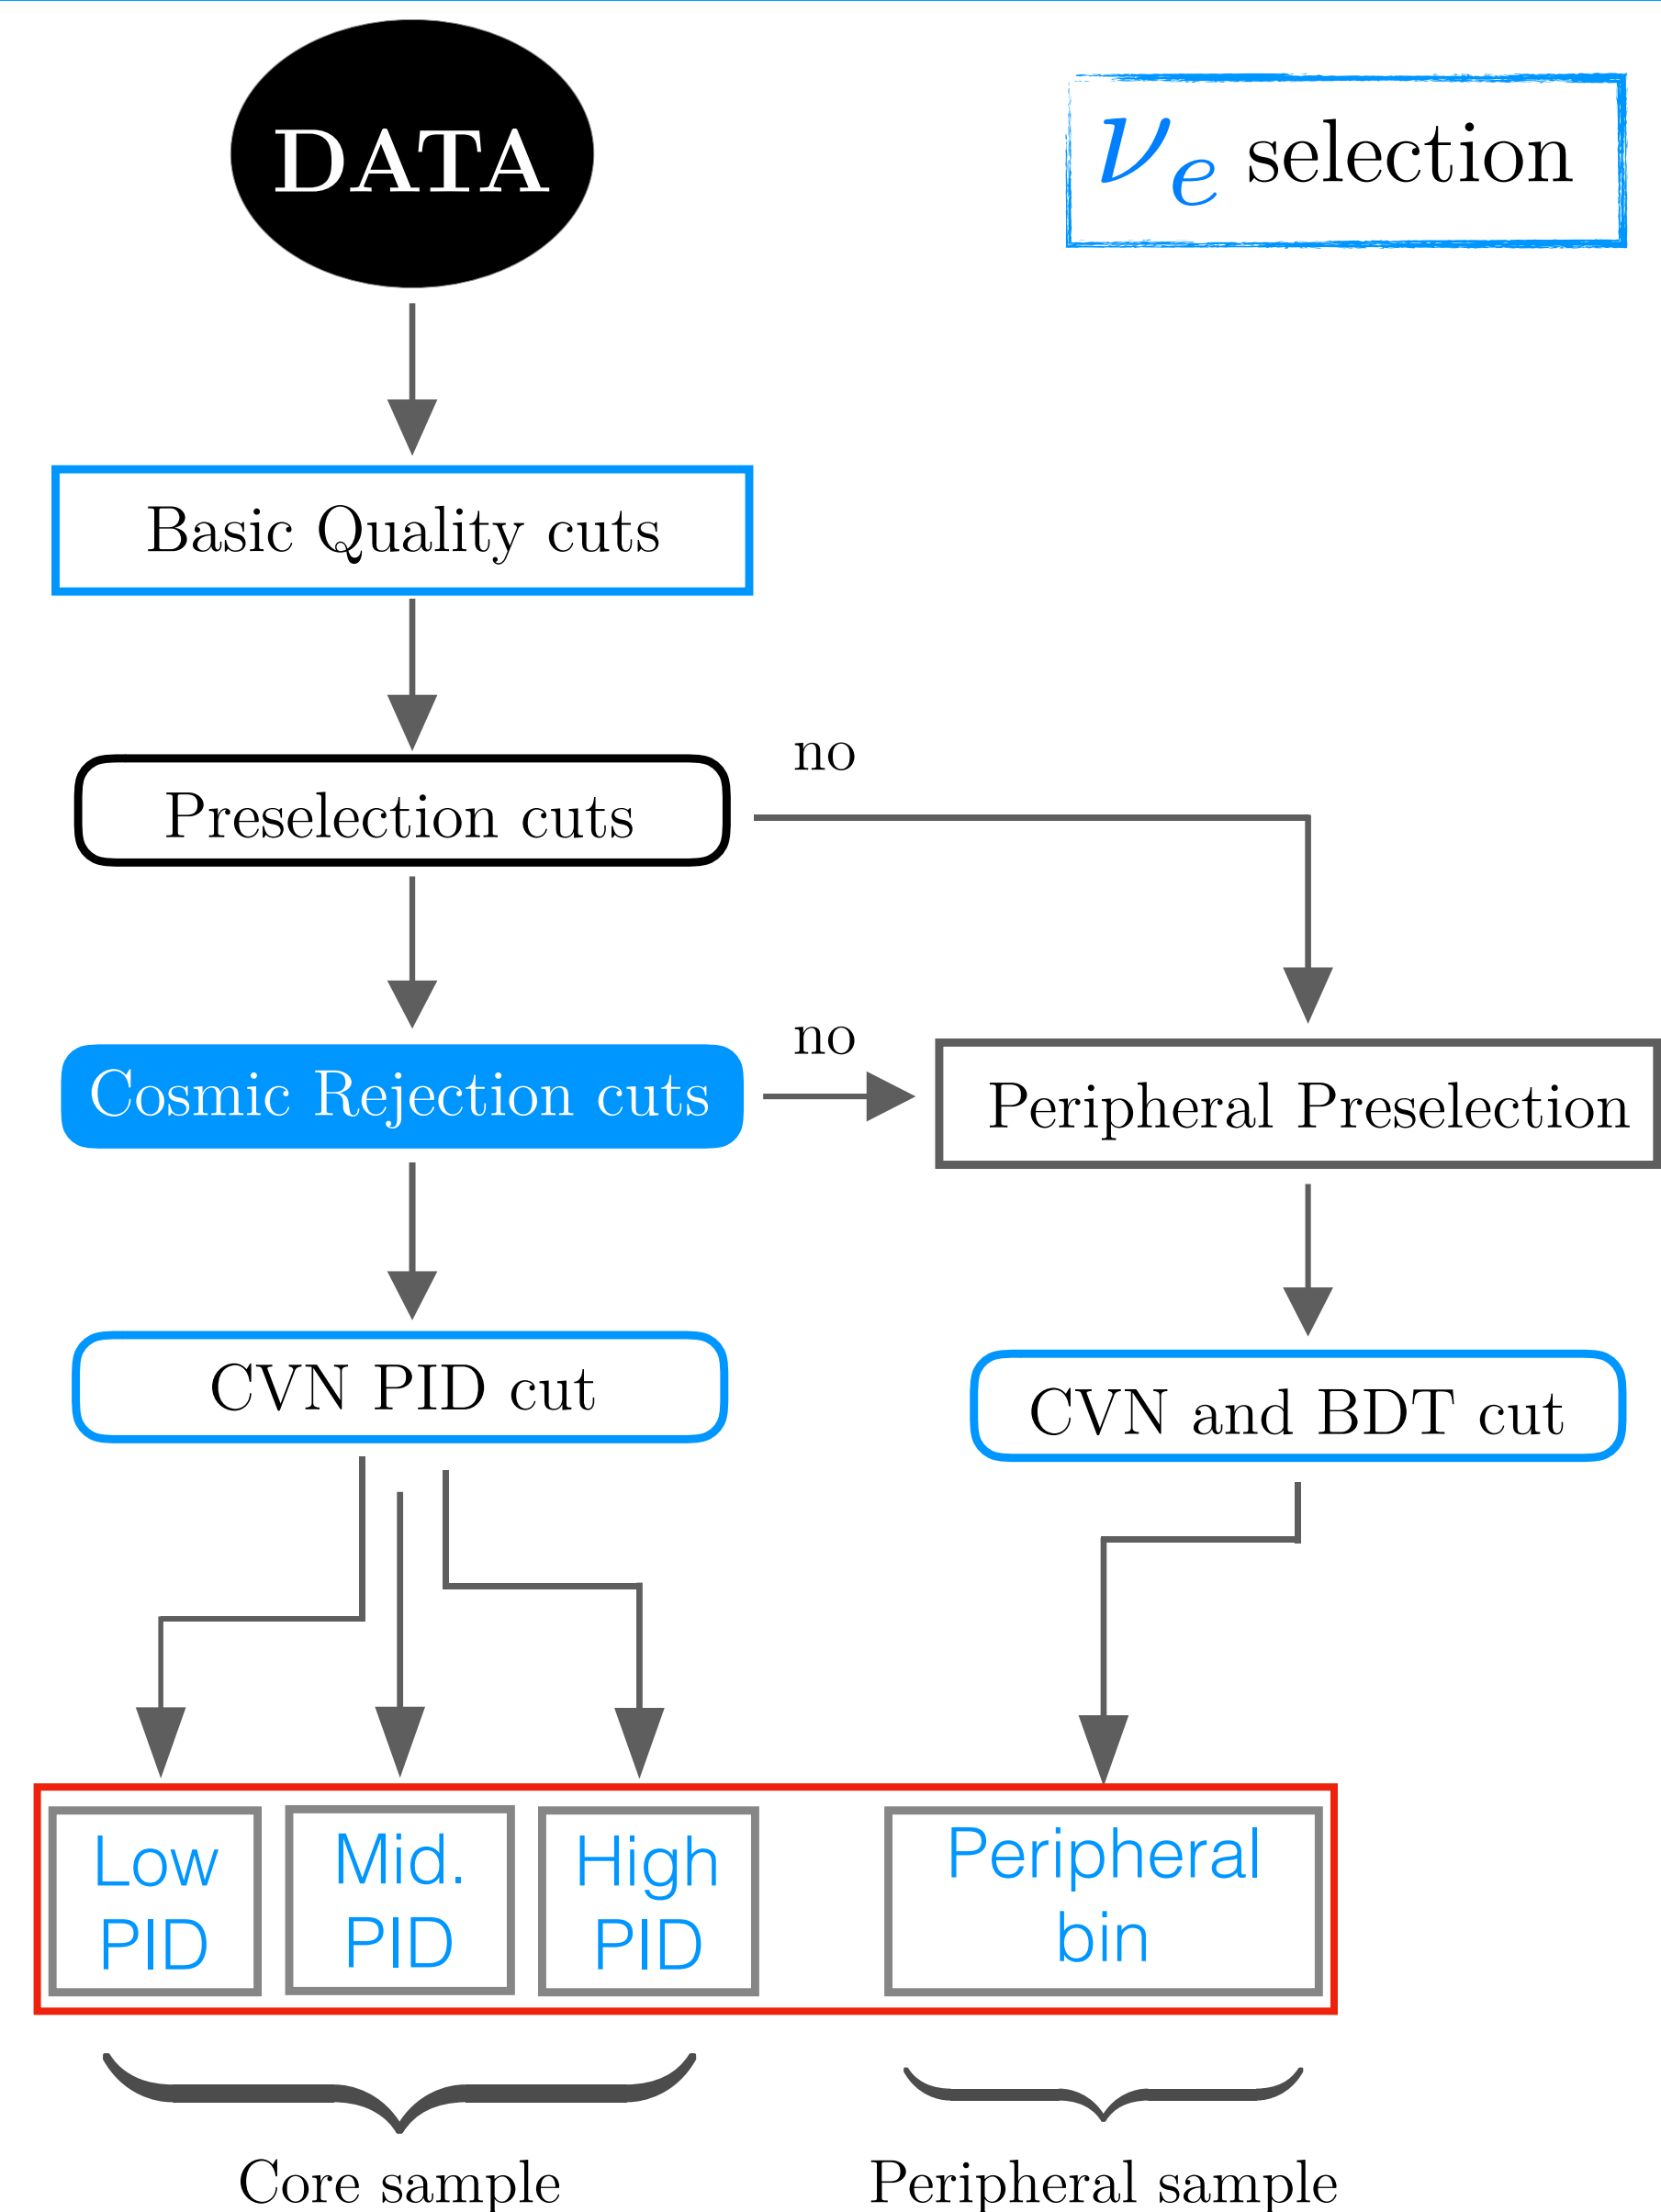 DATA
νe selection
Basic Quality cuts
no
Preselection cuts
no
Cosmic Rejection cuts
Peripheral Preselection
CVN PID cut
CVN and BDT cut
Low
PID
Mid.
PID
High
PID
Peripheral
bin
Core sample
Peripheral sample